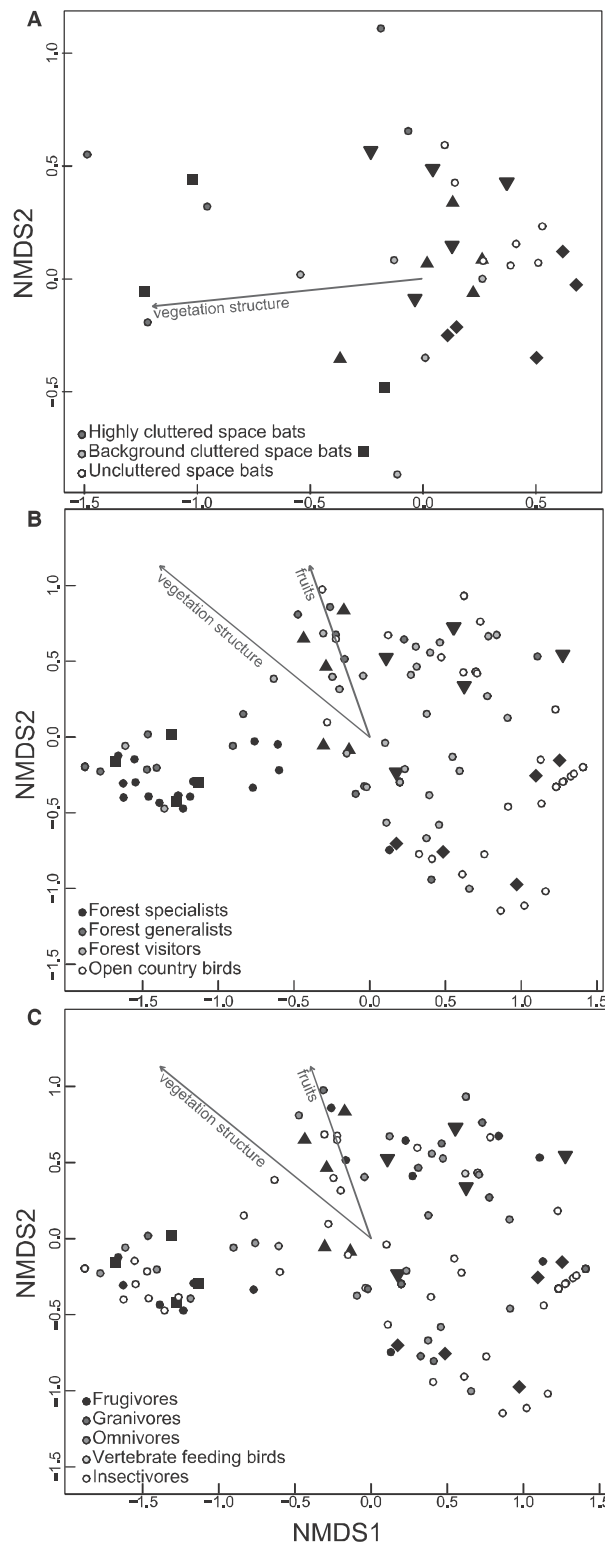 A
NMDS2
1.0
0.5
0.0
−0.5
vegetation structure
Highly cluttered space bats
Background cluttered space bats
Uncluttered space bats
−1.5 −1.0 −0.5 0.0 0.5
B
NMDS2
1.0
0.5
0.0
−0.5
−1.0
−1.5
vegetation structure
fruits
Forest specialists
Forest generalists
Forest visitors
Open country birds
−1.5 −1.0 −0.5 0.0 0.5 1.0 1.5
C
NMDS2
1.0
0.5
0.0
−0.5
−1.0
−1.5
vegetation structure
fruits
Frugivores
Granivores
Omnivores
Vertebrate feeding birds
Insectivores
−1.5 −1.0 −0.5 0.0 0.5 1.0 1.5
NMDS1